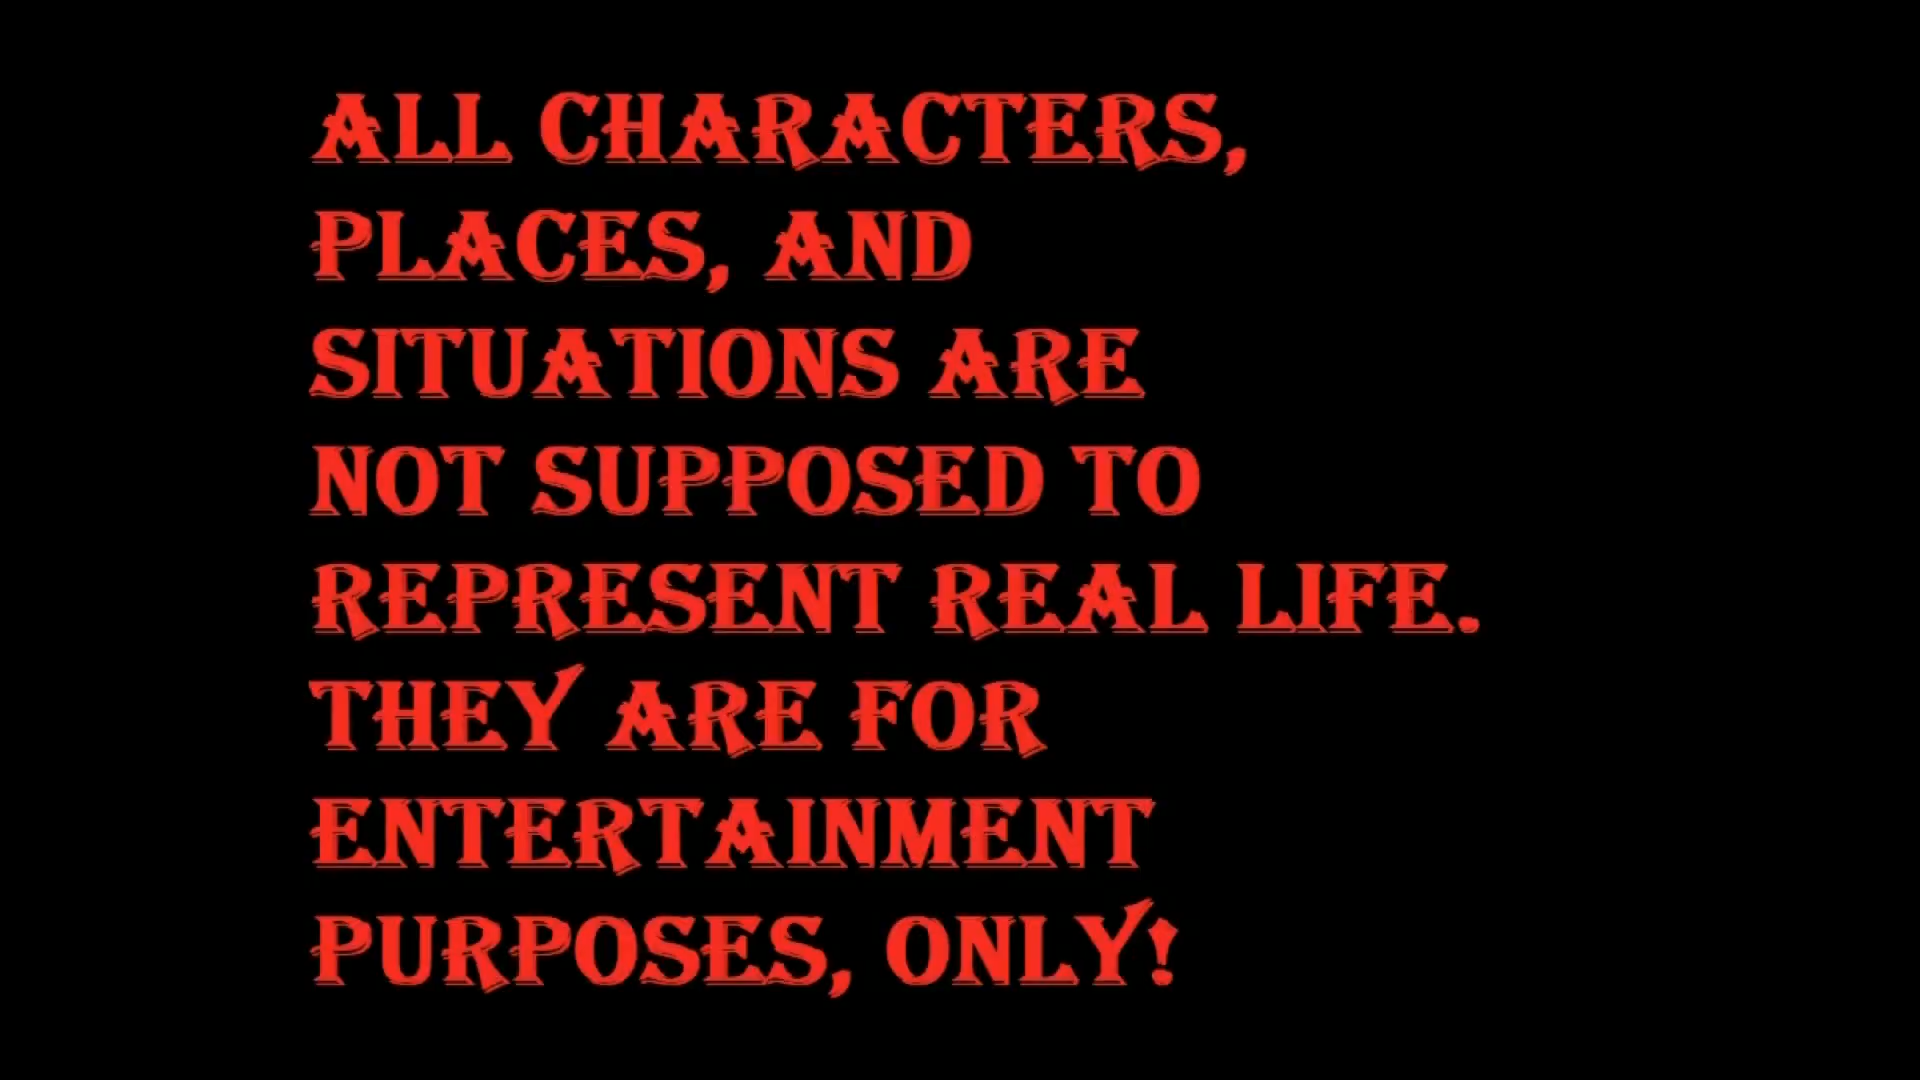 ALL CHARACTERS,
PLACES, AND
SITUATIONS ARE
NOT SUPPOSED TO
REPRESENT REAL LIFE.
THEY ARE FOR
ENTERTAINMENT
PURPOSES, ONLY!